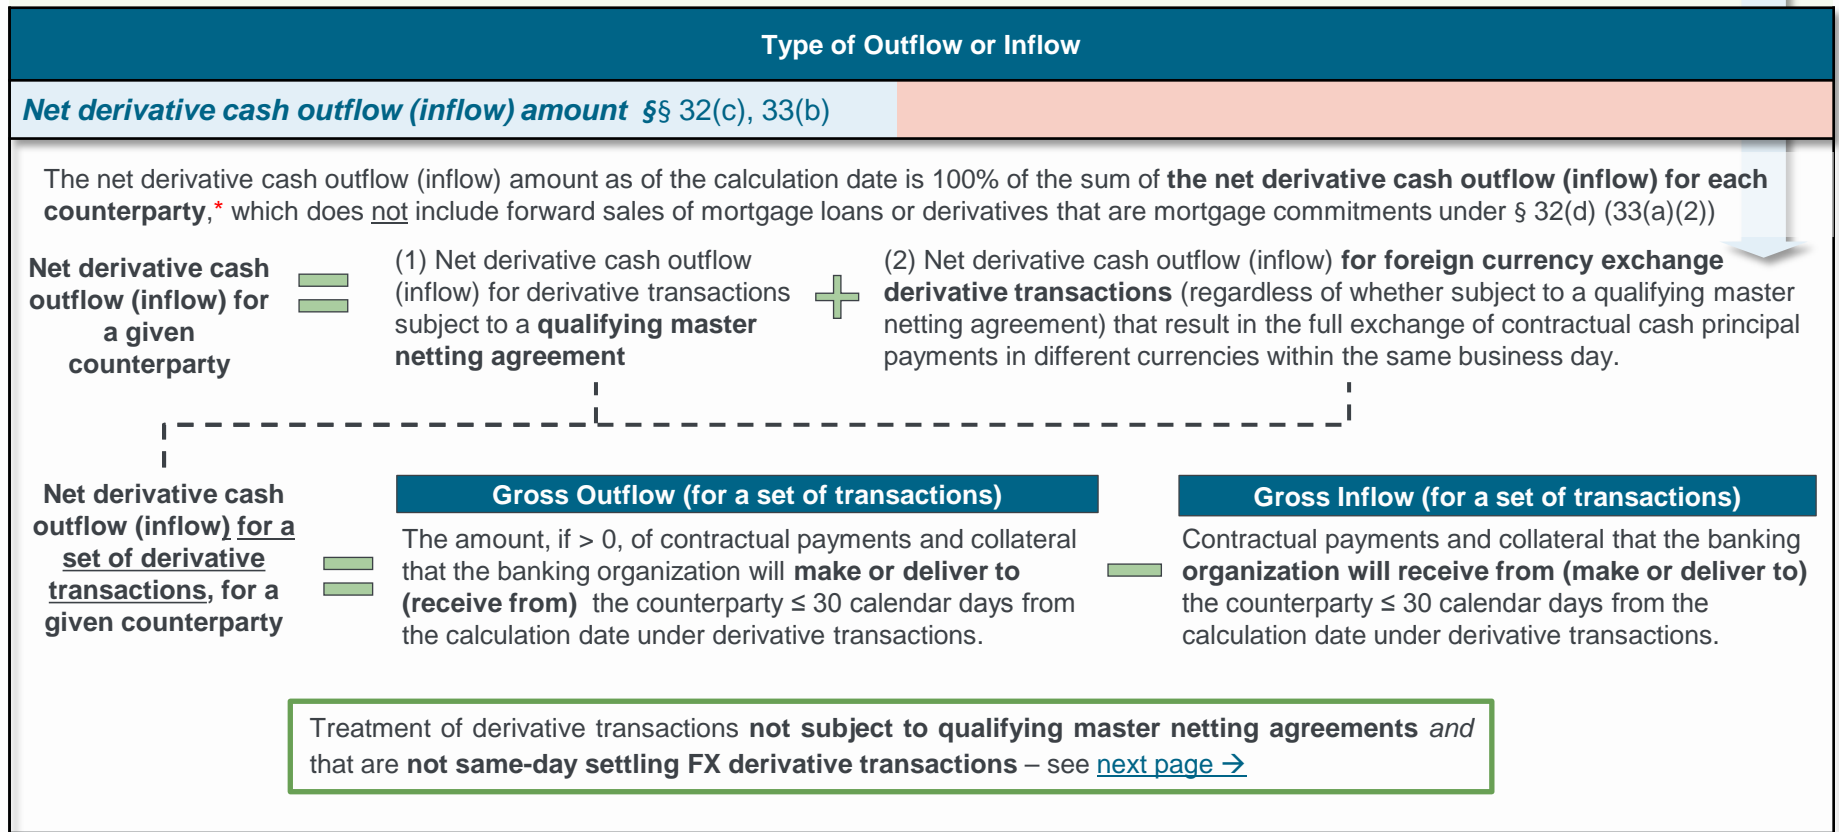 Type of Outflow or Inflow
Net derivative cash outflow (inflow) amount §§ 32(c), 33(b)
The net derivative cash outflow (inflow) amount as of the calculation date is 100% of the sum of the net derivative cash outflow (inflow) for each
counterparty,* which does not include forward sales of mortgage loans or derivatives that are mortgage commitments under § 32(d) (33(a)(2))
Net derivative cash
outflow (inflow) for
a given
counterparty
(1) Net derivative cash outflow
(inflow) for derivative transactions
subject to a qualifying master
netting agreement
(2) Net derivative cash outflow (inflow) for foreign currency exchange
derivative transactions (regardless of whether subject to a qualifying master
netting agreement) that result in the full exchange of contractual cash principal
payments in different currencies within the same business day.
Net derivative cash
outflow (inflow) for a
set of derivative
transactions, for a
given counterparty
Gross Outflow (for a set of transactions)
The amount, if > 0, of contractual payments and collateral
that the banking organization will make or deliver to
(receive from) the counterparty ≤ 30 calendar days from
the calculation date under derivative transactions.
Gross Inflow (for a set of transactions)
Contractual payments and collateral that the banking
organization will receive from (make or deliver to)
the counterparty ≤ 30 calendar days from the
calculation date under derivative transactions.
Treatment of derivative transactions not subject to qualifying master netting agreements and
that are not same-day settling FX derivative transactions – see next page →